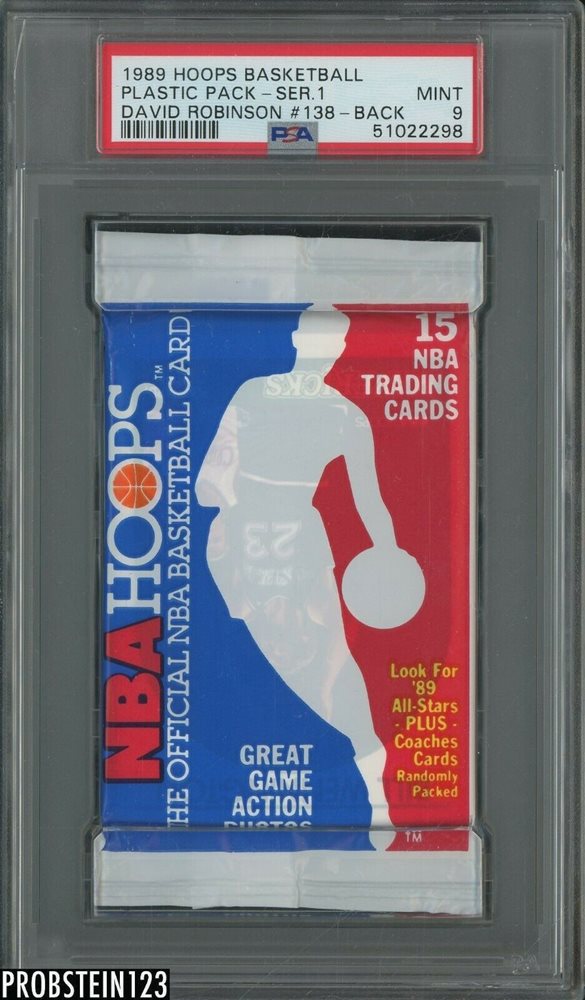 1989 HOOPS BASKETBALL
PLASTIC PACK - SER.1 MINT
DAVID ROBINSON #138 - BACK 9
PSA 51022298
15
NBA
TRADING
CARDS
NBA HOOPS™
THE OFFICIAL NBA BASKETBALL CARD
Look For
'89
All-Stars
- PLUS -
Coaches
Cards
Randomly
Packed
GREAT
GAME
ACTION
PHOTOS
TM
23
PROBSTEIN123